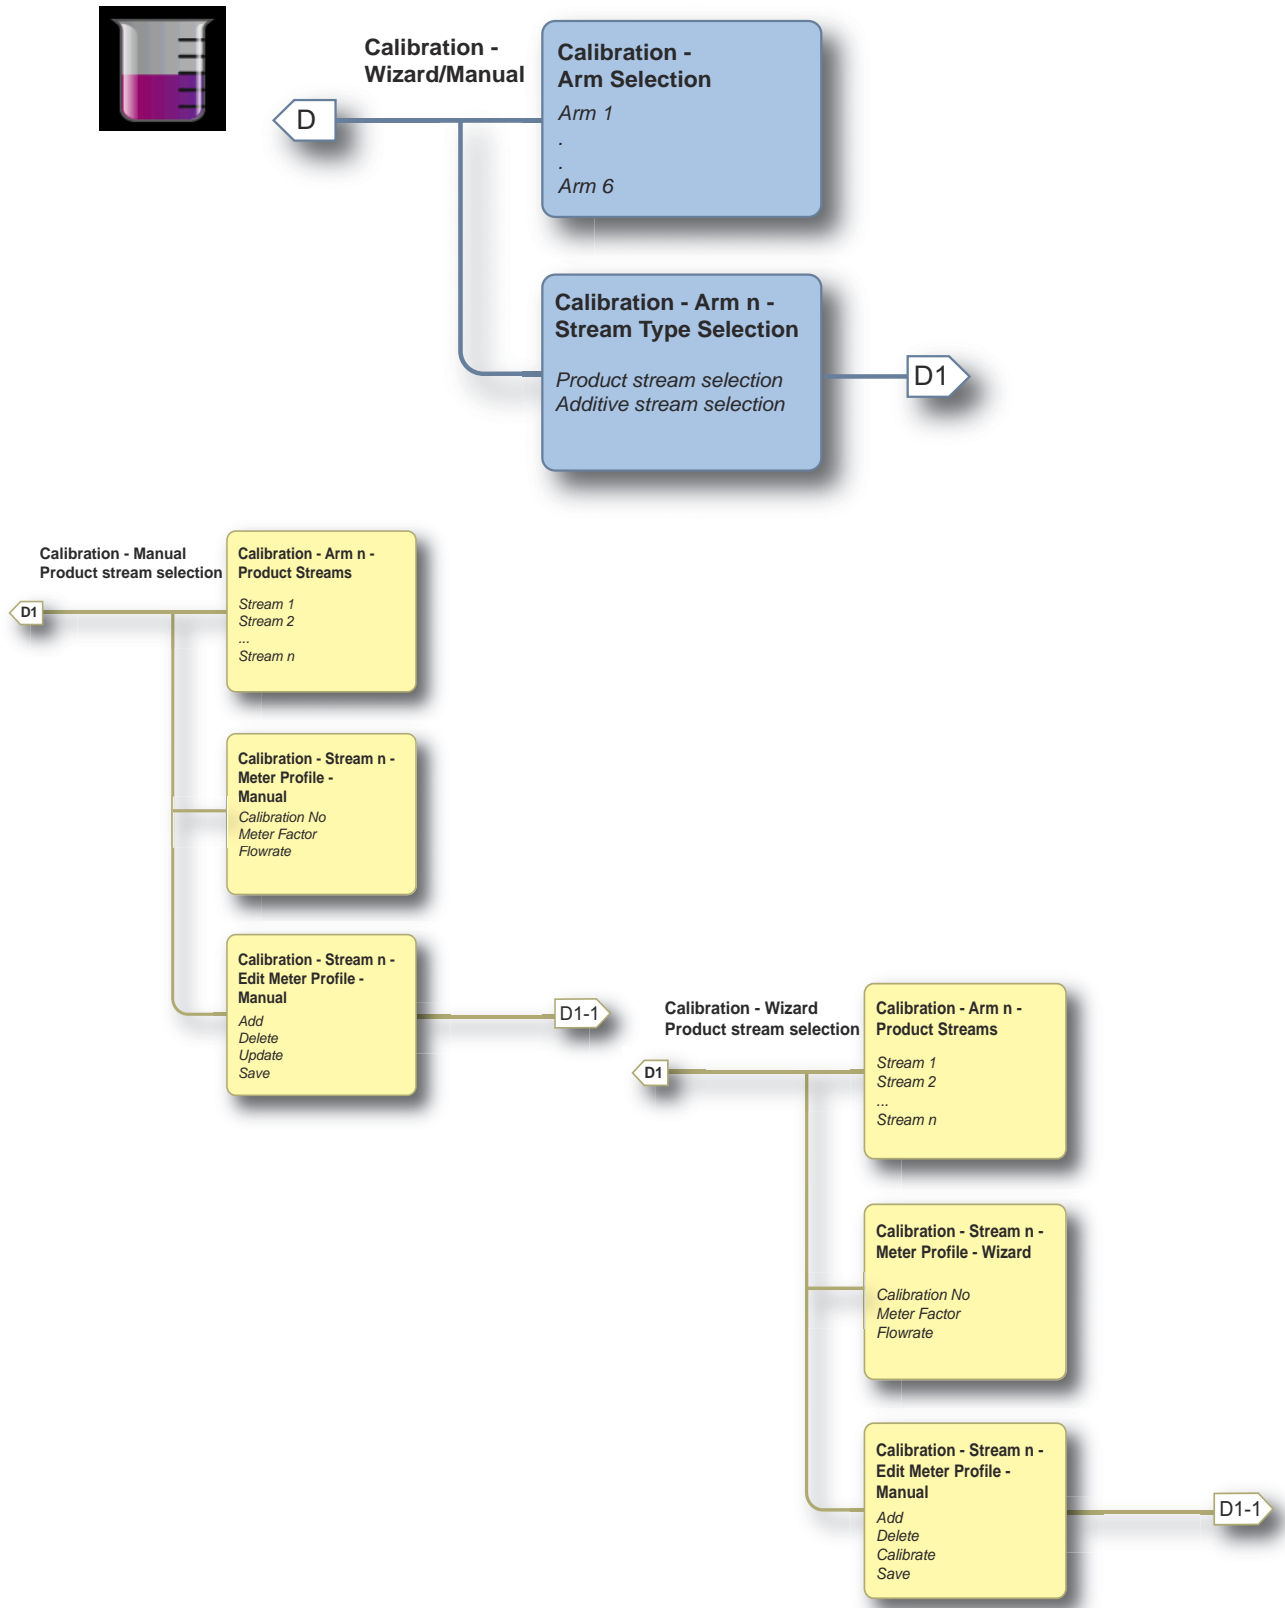 Calibration -
Wizard/Manual
D
Calibration -
Arm Selection
Arm 1
.
.
Arm 6
Calibration - Arm n -
Stream Type Selection
Product stream selection
Additive stream selection
D1
Calibration - Manual
Product stream selection
D1
Calibration - Arm n -
Product Streams
Stream 1
Stream 2
...
Stream n
Calibration - Stream n -
Meter Profile -
Manual
Calibration No
Meter Factor
Flowrate
Calibration - Stream n -
Edit Meter Profile -
Manual
Add
Delete
Update
Save
D1-1
Calibration - Wizard
Product stream selection
D1
Calibration - Arm n -
Product Streams
Stream 1
Stream 2
...
Stream n
Calibration - Stream n -
Meter Profile - Wizard
Calibration No
Meter Factor
Flowrate
Calibration - Stream n -
Edit Meter Profile -
Manual
Add
Delete
Calibrate
Save
D1-1